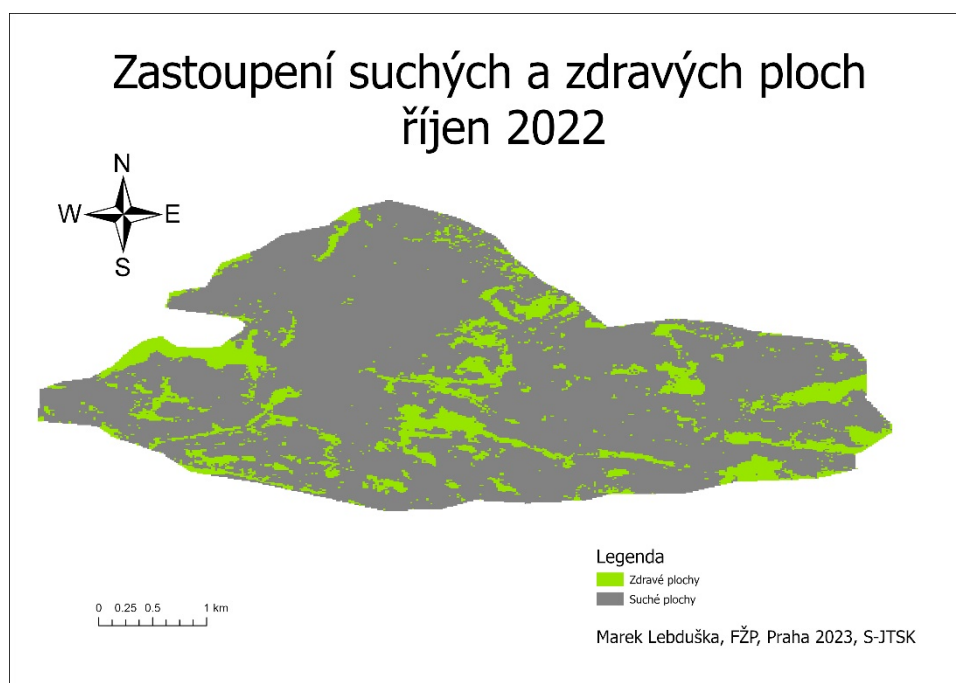 Zastoupení suchých a zdravých ploch
říjen 2022
N
W E
S
Legenda
Zdravé plochy
Suché plochy
0 0.25 0.5 1 km
Marek Lebduška, FŽP, Praha 2023, S-JTSK